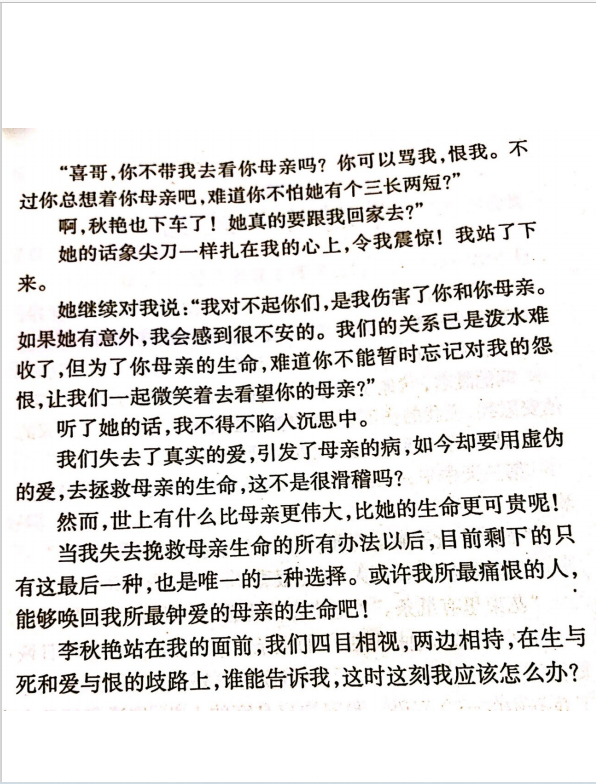 “喜哥，你不带我去看你母亲吗？你可以骂我，恨我。不
过你总想着你母亲吧，难道你不怕她有个三长两短？”
啊，秋艳也下车了！她真的要跟我回家去？”
她的话象尖刀一样扎在我的心上，令我震惊！我站了下
来。
她继续对我说：“我对不起你们，是我伤害了你和你母亲。
如果她有意外，我会感到很不安的。我们的关系已是泼水难
收了，但为了你母亲的生命，难道你不能暂时忘记对我的怨
恨，让我们一起微笑着去看望你的母亲？”
听了她的话，我不得不陷入沉思中。
我们失去了真实的爱，引发了母亲的病，如今却要用虚伪
的爱，去拯救母亲的生命，这不是很滑稽吗？
然而，世上有什么比母亲更伟大，比她的生命更可贵呢！
当我失去挽救母亲生命的所有办法以后，目前剩下的只
有这最后一种，也是唯一的一种选择。或许我所最痛恨的人，
能够唤回我所最钟爱的母亲的生命吧！
李秋艳站在我的面前，我们四目相视，两边相持，在生与
死和爱与恨的歧路上，谁能告诉我，这时这刻我应该怎么办？